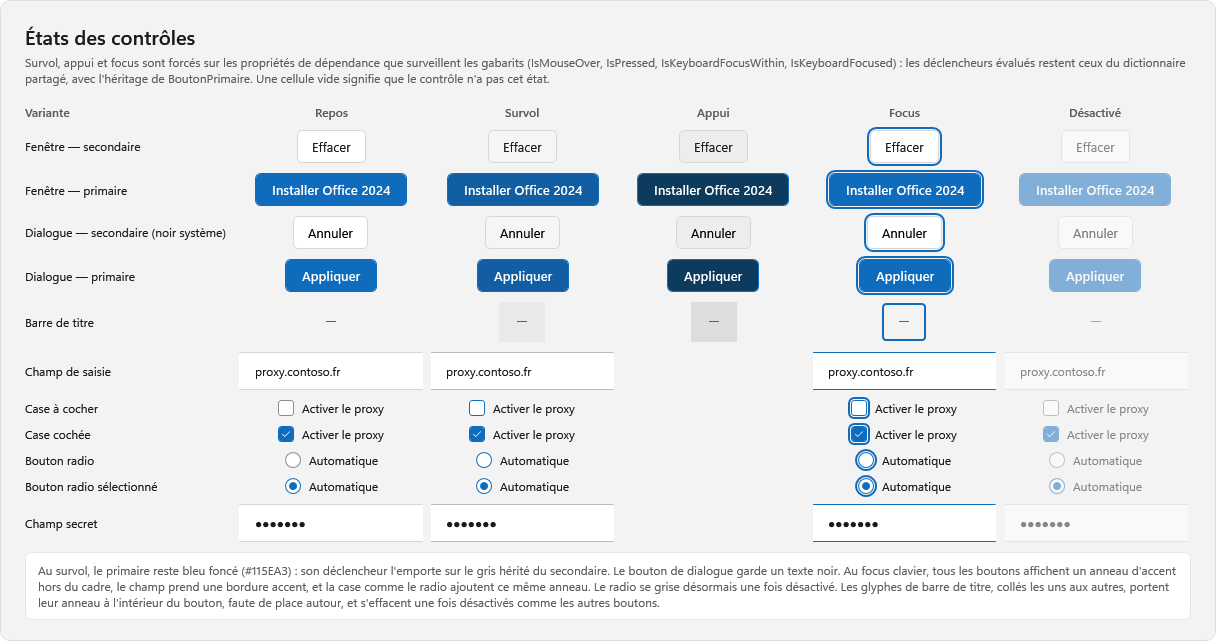 États des contrôles
Survol, appui et focus sont forcés sur les propriétés de dépendance que surveillent les gabarits (IsMouseOver, IsPressed, IsKeyboardFocusWithin, IsKeyboardFocused) : les déclencheurs évalués restent ceux du dictionnaire
partagé, avec l'héritage de BoutonPrimaire. Une cellule vide signifie que le contrôle n'a pas cet état.
Variante Repos Survol Appui Focus Désactivé
Fenêtre — secondaire Effacer Effacer Effacer Effacer Effacer
Fenêtre — primaire Installer Office 2024 Installer Office 2024 Installer Office 2024 Installer Office 2024 Installer Office 2024
Dialogue — secondaire (noir système) Annuler Annuler Annuler Annuler Annuler
Dialogue — primaire Appliquer Appliquer Appliquer Appliquer Appliquer
Barre de titre
Champ de saisie proxy.contoso.fr proxy.contoso.fr proxy.contoso.fr proxy.contoso.fr
Case à cocher Activer le proxy Activer le proxy Activer le proxy Activer le proxy
Case cochée Activer le proxy Activer le proxy Activer le proxy Activer le proxy
Bouton radio Automatique Automatique Automatique Automatique
Bouton radio sélectionné Automatique Automatique Automatique Automatique
Champ secret ●●●●●●● ●●●●●●● ●●●●●●● ●●●●●●●
Au survol, le primaire reste bleu foncé (#115EA3) : son déclencheur l'emporte sur le gris hérité du secondaire. Le bouton de dialogue garde un texte noir. Au focus clavier, tous les boutons affichent un anneau d'accent
hors du cadre, le champ prend une bordure accent, et la case comme le radio ajoutent ce même anneau. Le radio se grise désormais une fois désactivé. Les glyphes de barre de titre, collés les uns aux autres, portent
leur anneau à l'intérieur du bouton, faute de place autour, et s'effacent une fois désactivés comme les autres boutons.